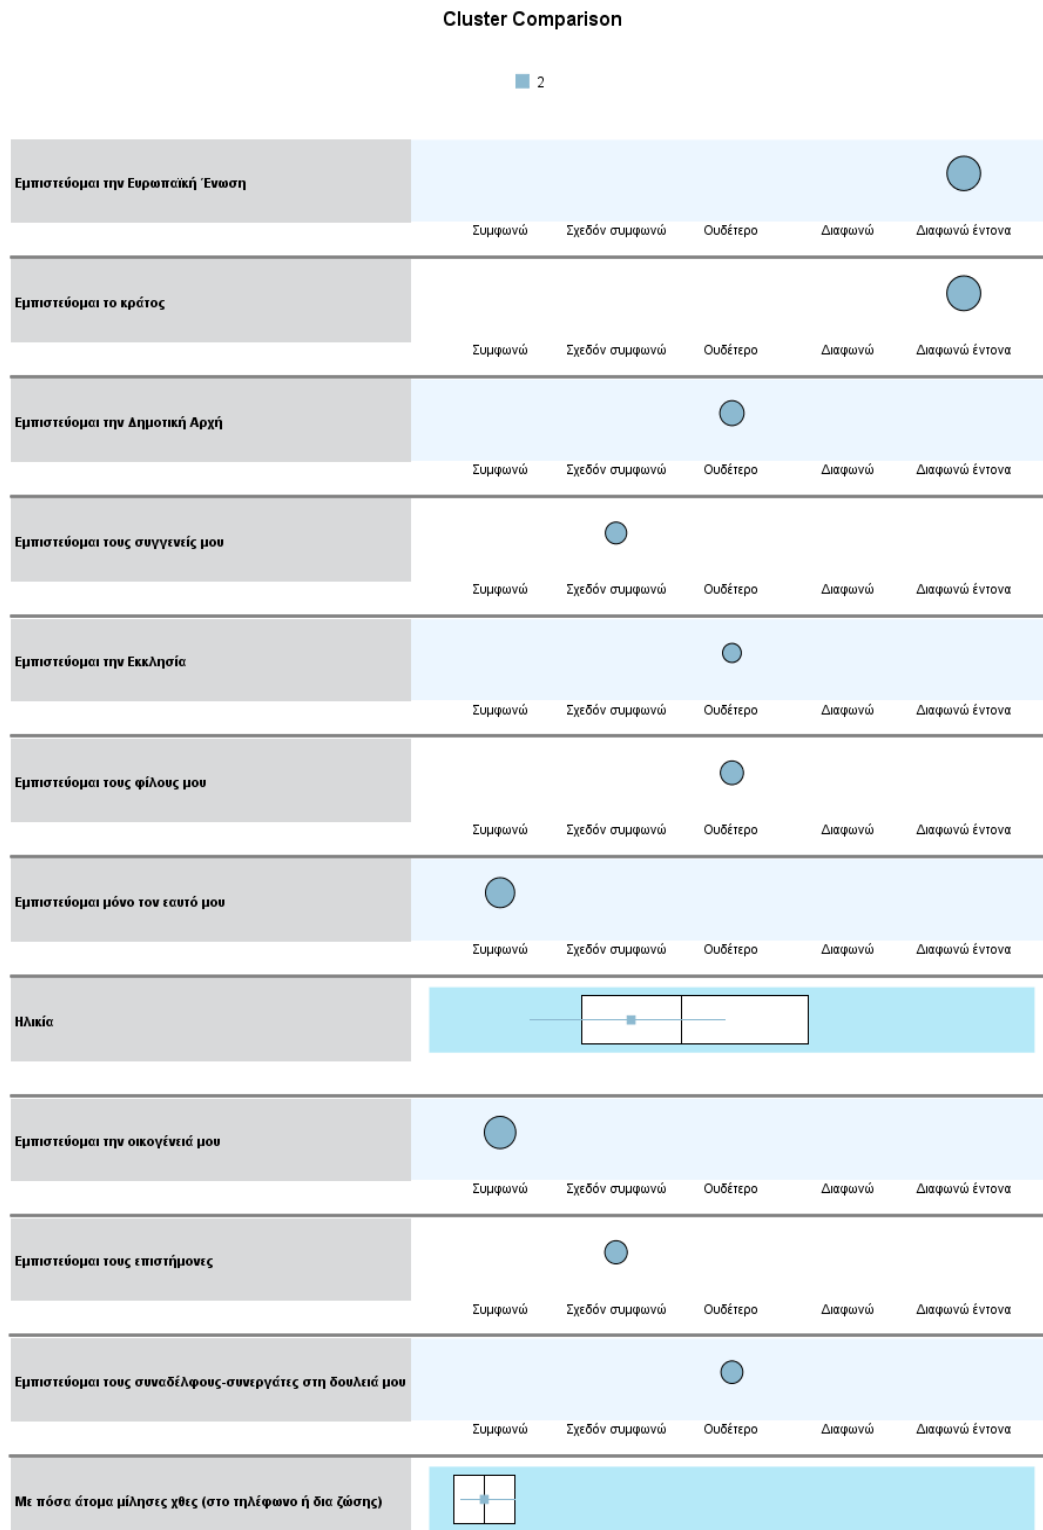 Cluster Comparison
2
Εμπιστεύομαι την Ευρωπαϊκή Ένωση
Συμφωνώ Σχεδόν συμφωνώ Ουδέτερο Διαφωνώ Διαφωνώ έντονα
Εμπιστεύομαι το κράτος
Συμφωνώ Σχεδόν συμφωνώ Ουδέτερο Διαφωνώ Διαφωνώ έντονα
Εμπιστεύομαι την Δημοτική Αρχή
Συμφωνώ Σχεδόν συμφωνώ Ουδέτερο Διαφωνώ Διαφωνώ έντονα
Εμπιστεύομαι τους συγγενείς μου
Συμφωνώ Σχεδόν συμφωνώ Ουδέτερο Διαφωνώ Διαφωνώ έντονα
Εμπιστεύομαι την Εκκλησία
Συμφωνώ Σχεδόν συμφωνώ Ουδέτερο Διαφωνώ Διαφωνώ έντονα
Εμπιστεύομαι τους φίλους μου
Συμφωνώ Σχεδόν συμφωνώ Ουδέτερο Διαφωνώ Διαφωνώ έντονα
Εμπιστεύομαι μόνο τον εαυτό μου
Συμφωνώ Σχεδόν συμφωνώ Ουδέτερο Διαφωνώ Διαφωνώ έντονα
Ηλικία
Εμπιστεύομαι την οικογένειά μου
Συμφωνώ Σχεδόν συμφωνώ Ουδέτερο Διαφωνώ Διαφωνώ έντονα
Εμπιστεύομαι τους επιστήμονες
Συμφωνώ Σχεδόν συμφωνώ Ουδέτερο Διαφωνώ Διαφωνώ έντονα
Εμπιστεύομαι τους συναδέλφους-συνεργάτες στη δουλειά μου
Συμφωνώ Σχεδόν συμφωνώ Ουδέτερο Διαφωνώ Διαφωνώ έντονα
Με πόσα άτομα μίλησες χθες (στο τηλέφωνο ή δια ζώσης)